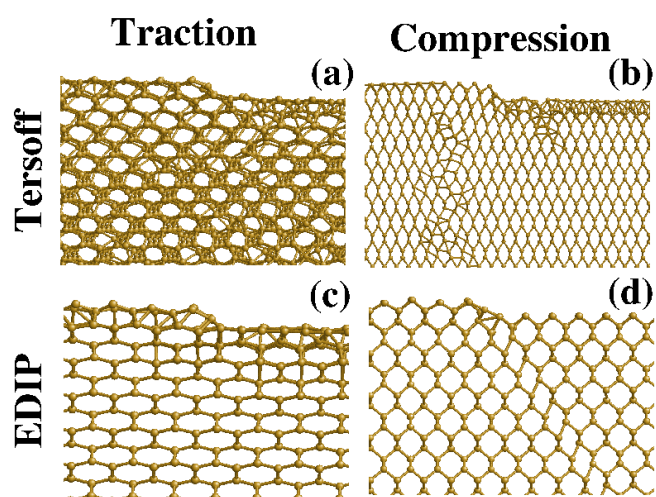 Traction
Compression
(a)
(b)
Tersoff
(c)
(d)
EDIP